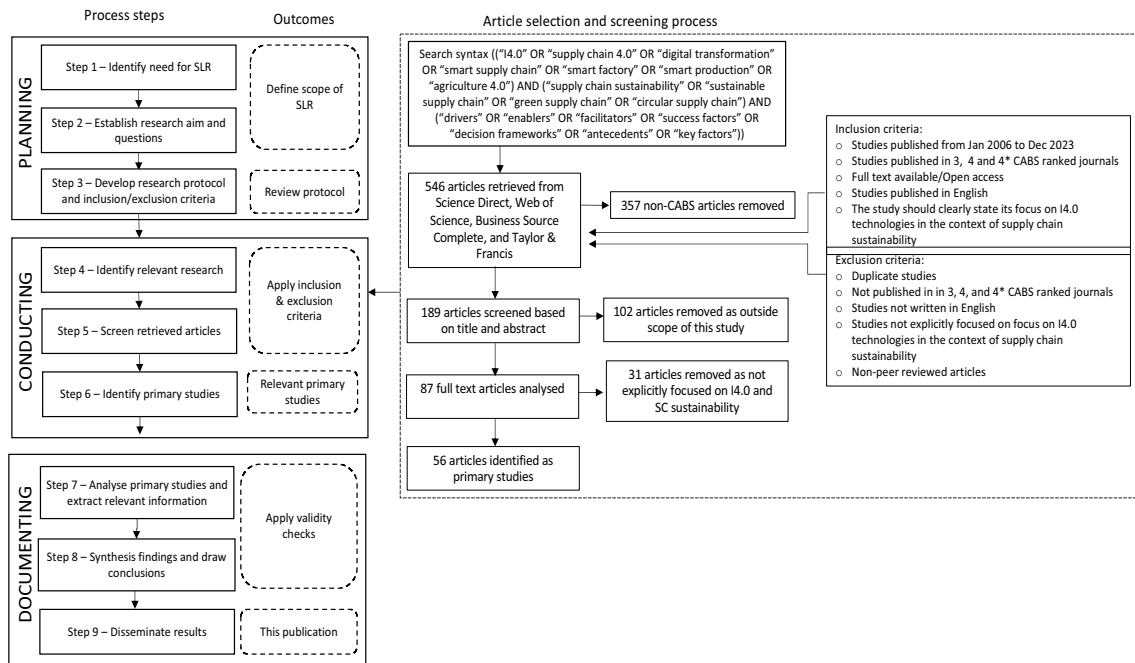 Process steps
Outcomes
Article selection and screening process
PLANNING
Step 1 – Identify need for SLR
Step 2 – Establish research aim and
questions
Step 3 – Develop research protocol
and inclusion/exclusion criteria
Define scope of
SLR
Review protocol
CONDUCTING
Step 4 – Identify relevant research
Step 5 – Screen retrieved articles
Step 6 – Identify primary studies
Apply inclusion
& exclusion
criteria
Relevant primary
studies
DOCUMENTING
Step 7 – Analyse primary studies and
extract relevant information
Step 8 – Synthesis findings and draw
conclusions
Step 9 – Disseminate results
Apply validity
checks
This publication
Search syntax ((“I4.0” OR “supply chain 4.0” OR “digital transformation”
OR “smart supply chain” OR “smart factory” OR “smart production” OR
“agriculture 4.0”) AND (“supply chain sustainability” OR “sustainable
supply chain” OR “green supply chain” OR “circular supply chain”) AND
(“drivers” OR “enablers” OR “facilitators” OR “success factors” OR
“decision frameworks” OR “antecedents” OR “key factors”))
546 articles retrieved from
Science Direct, Web of
Science, Business Source
Complete, and Taylor &
Francis
357 non-CABS articles removed
189 articles screened based
on title and abstract
102 articles removed as outside
scope of this study
87 full text articles analysed
31 articles removed as not
explicitly focused on I4.0 and
SC sustainability
56 articles identified as
primary studies
Inclusion criteria:
○ Studies published from Jan 2006 to Dec 2023
○ Studies published in 3, 4 and 4* CABS ranked journals
○ Full text available/Open access
○ Studies published in English
○ The study should clearly state its focus on I4.0
technologies in the context of supply chain
sustainability
Exclusion criteria:
○ Duplicate studies
○ Not published in in 3, 4, and 4* CABS ranked journals
○ Studies not written in English
○ Studies not explicitly focused on focus on I4.0
technologies in the context of supply chain
sustainability
○ Non-peer reviewed articles